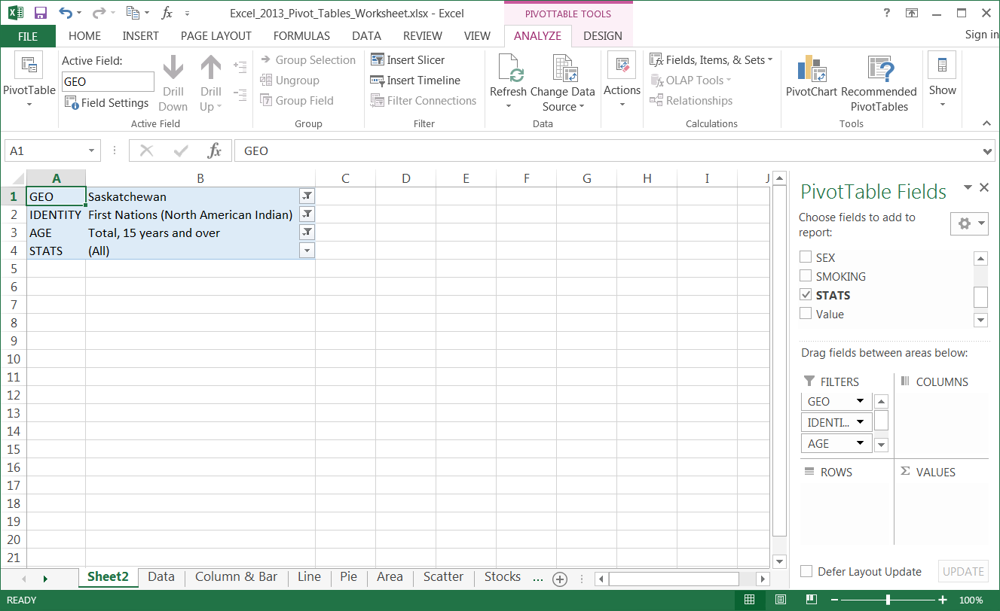 Excel_2013_Pivot_Tables_Worksheet.xlsx - Excel
PIVOTTABLE TOOLS
?
Sign in
FILE HOME INSERT PAGE LAYOUT FORMULAS DATA REVIEW VIEW ANALYZE DESIGN
PivotTable
Active Field:
GEO
Field Settings
Drill Down
Drill Up
Active Field
Group Selection
Ungroup
Group Field
Group
Insert Slicer
Insert Timeline
Filter Connections
Filter
Refresh
Change Data Source
Data
Actions
Fields, Items, & Sets
OLAP Tools
Relationships
Calculations
PivotChart
Recommended PivotTables
Tools
Show
A1
fx
GEO
A B C D E F G H I J
1 GEO Saskatchewan
2 IDENTITY First Nations (North American Indian)
3 AGE Total, 15 years and over
4 STATS (All)
5
6
7
8
9
10
11
12
13
14
15
16
17
18
19
20
21
PivotTable Fields
Choose fields to add to
report:
SEX
SMOKING
STATS
Value
Drag fields between areas below:
FILTERS
GEO
IDENTI...
AGE
COLUMNS
ROWS
Σ VALUES
Defer Layout Update
UPDATE
Sheet2 Data Column & Bar Line Pie Area Scatter Stocks ...
READY
100%